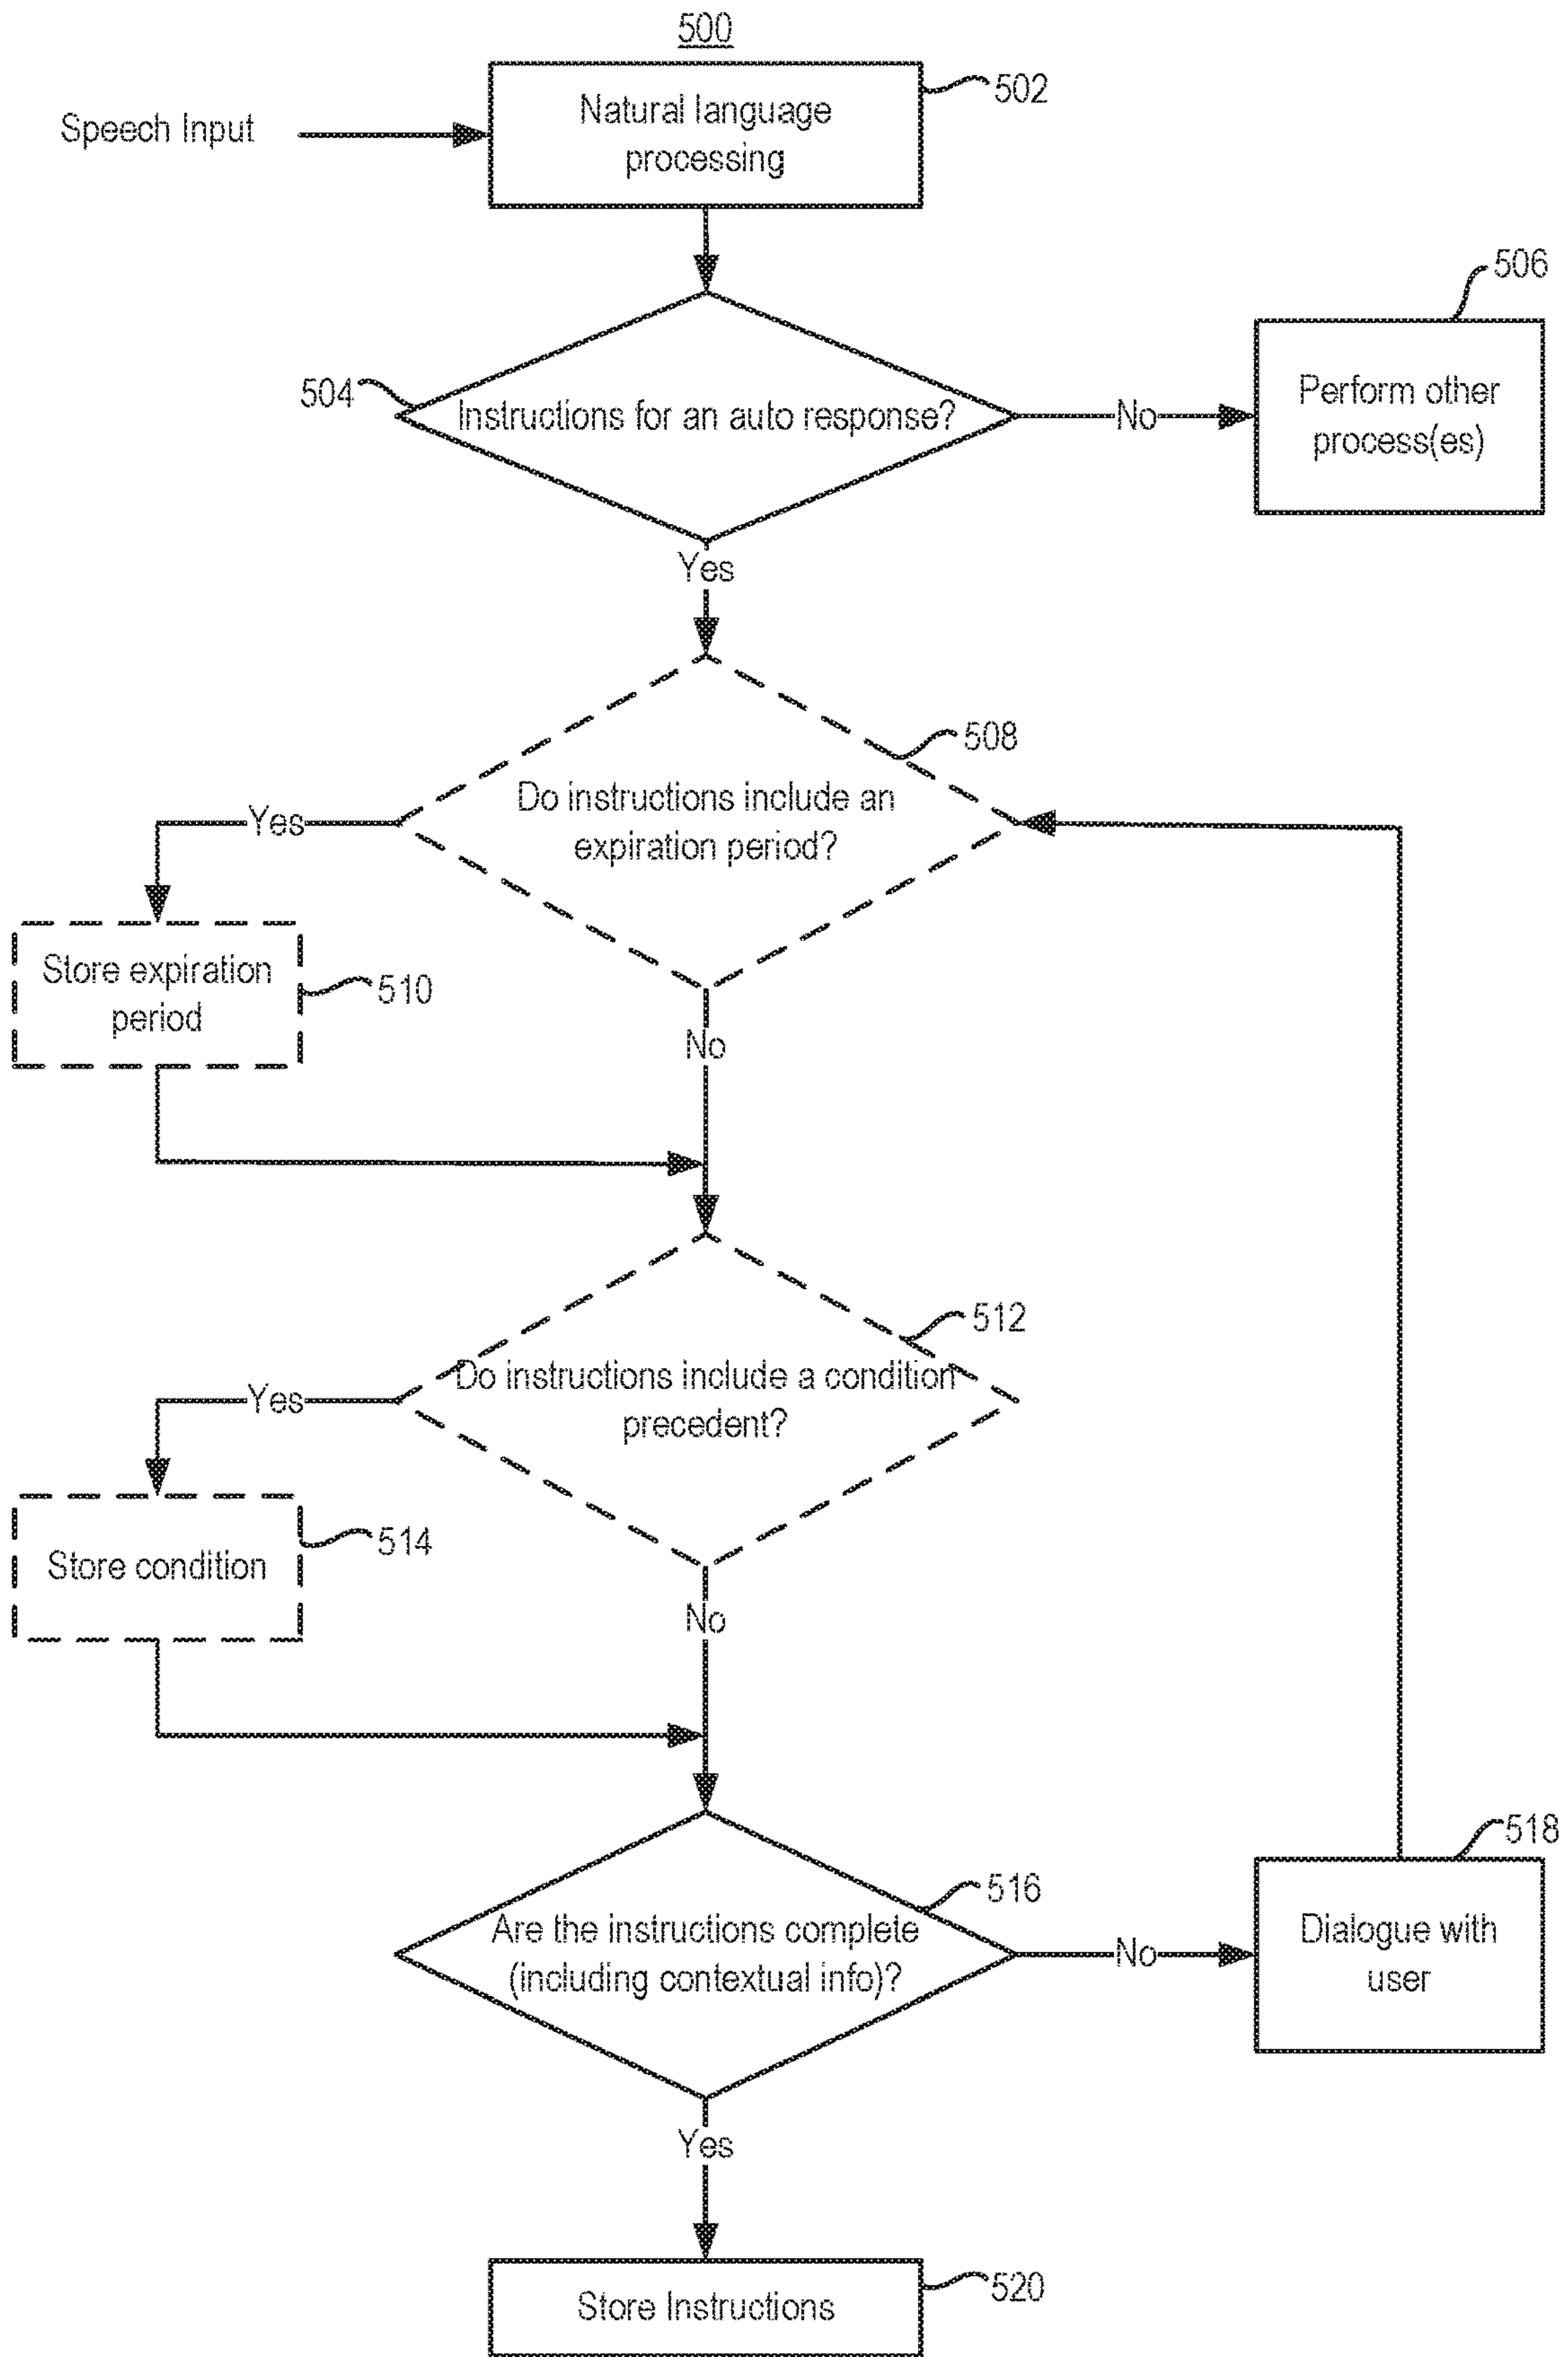 500
502
Speech Input
Natural language
processing
506
504
Instructions for an auto response?
No
Perform other
process(es)
Yes
508
Do instructions include an
expiration period?
Yes
Store expiration
period
510
No
512
Do instructions include a condition
precedent?
Yes
Store condition
514
No
516
518
Are the instructions complete
(including contextual info)?
No
Dialogue with
user
Yes
520
Store Instructions